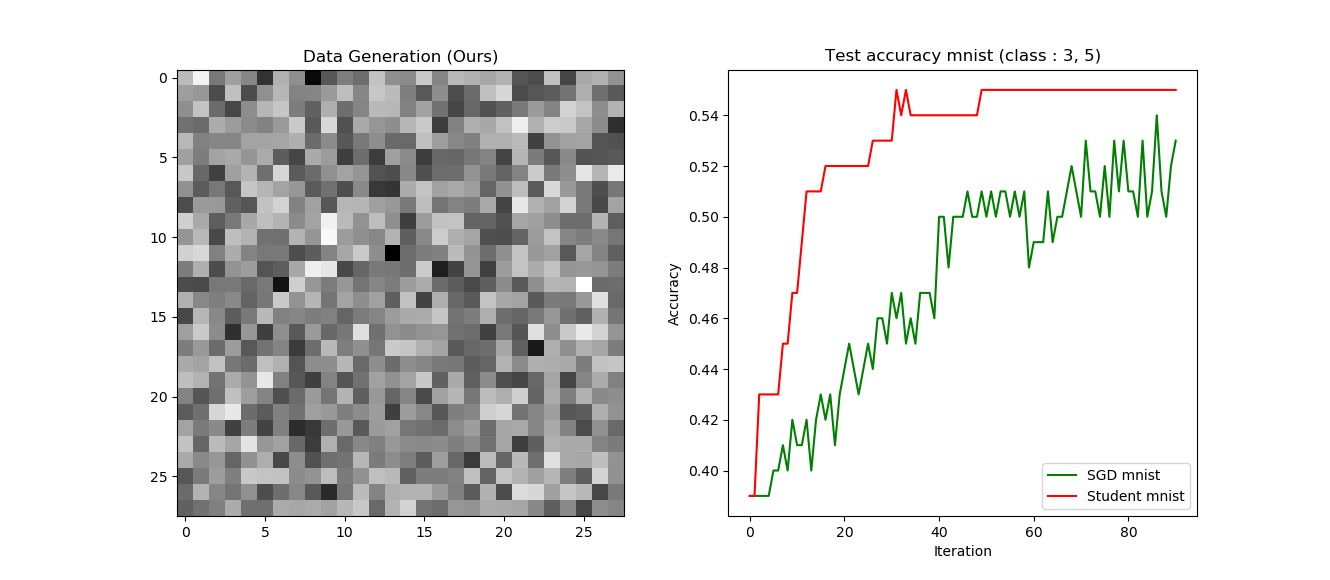 Data Generation (Ours)
0
5
10
15
20
25
0 5 10 15 20 25
Test accuracy mnist (class : 3, 5)
Accuracy
0.54
0.52
0.50
0.48
0.46
0.44
0.42
0.40
SGD mnist
Student mnist
0 20 40 60 80
Iteration